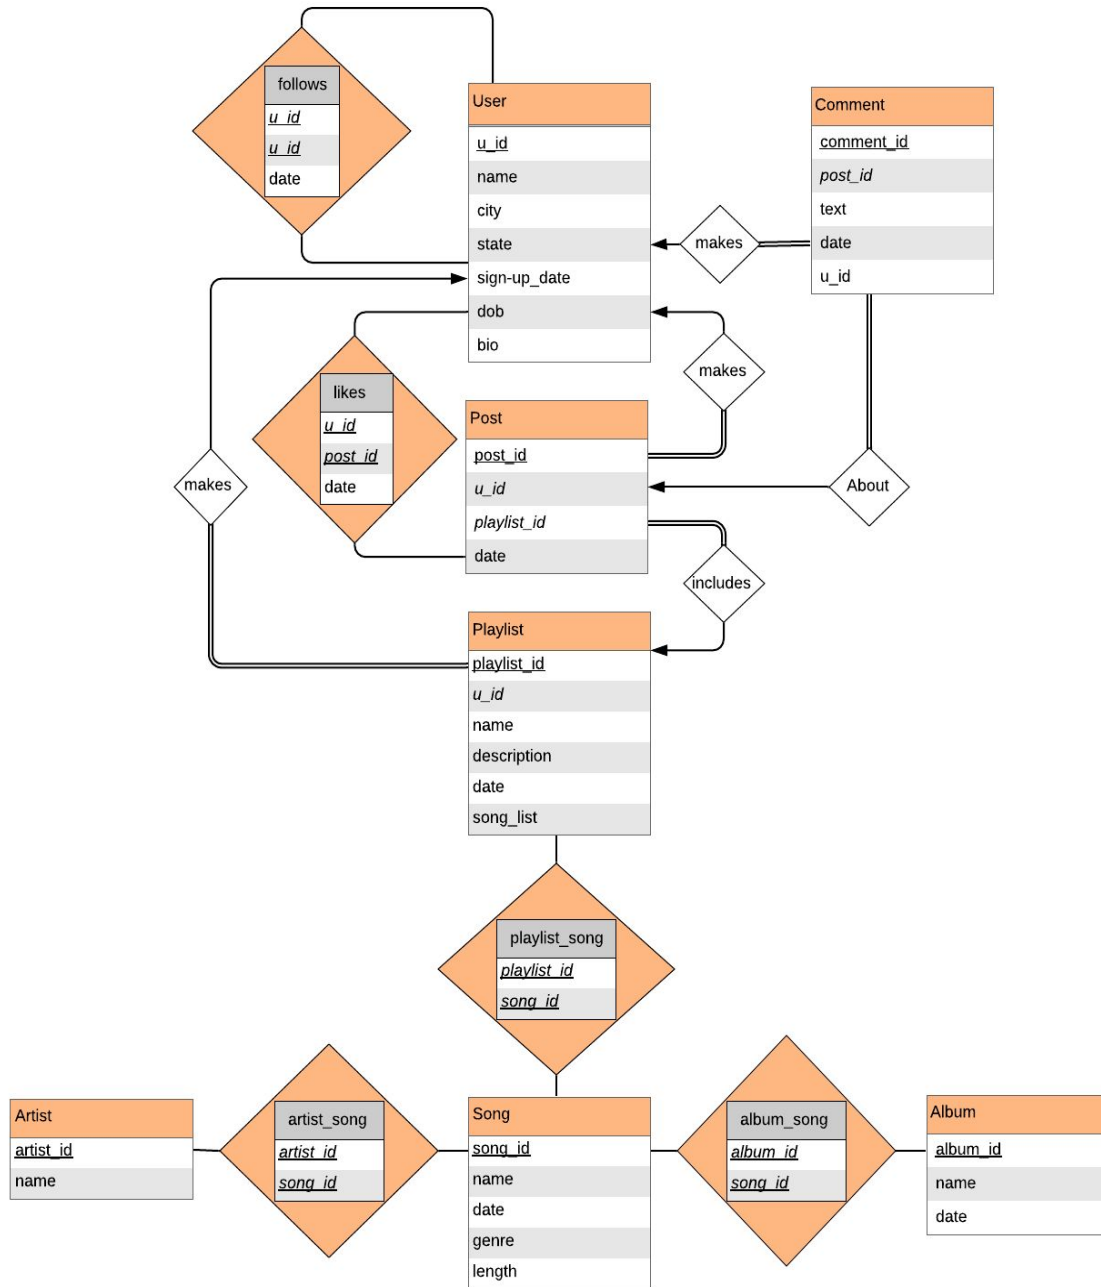 follows
u_id
u_id
date
User
u_id
name
city
state
sign-up_date
dob
bio
Comment
comment_id
post_id
text
date
u_id
makes
makes
likes
u_id
post_id
date
Post
post_id
u_id
playlist_id
date
makes
About
includes
Playlist
playlist_id
u_id
name
description
date
song_list
playlist_song
playlist_id
song_id
Artist
artist_id
name
artist_song
artist_id
song_id
Song
song_id
name
date
genre
length
album_song
album_id
song_id
Album
album_id
name
date